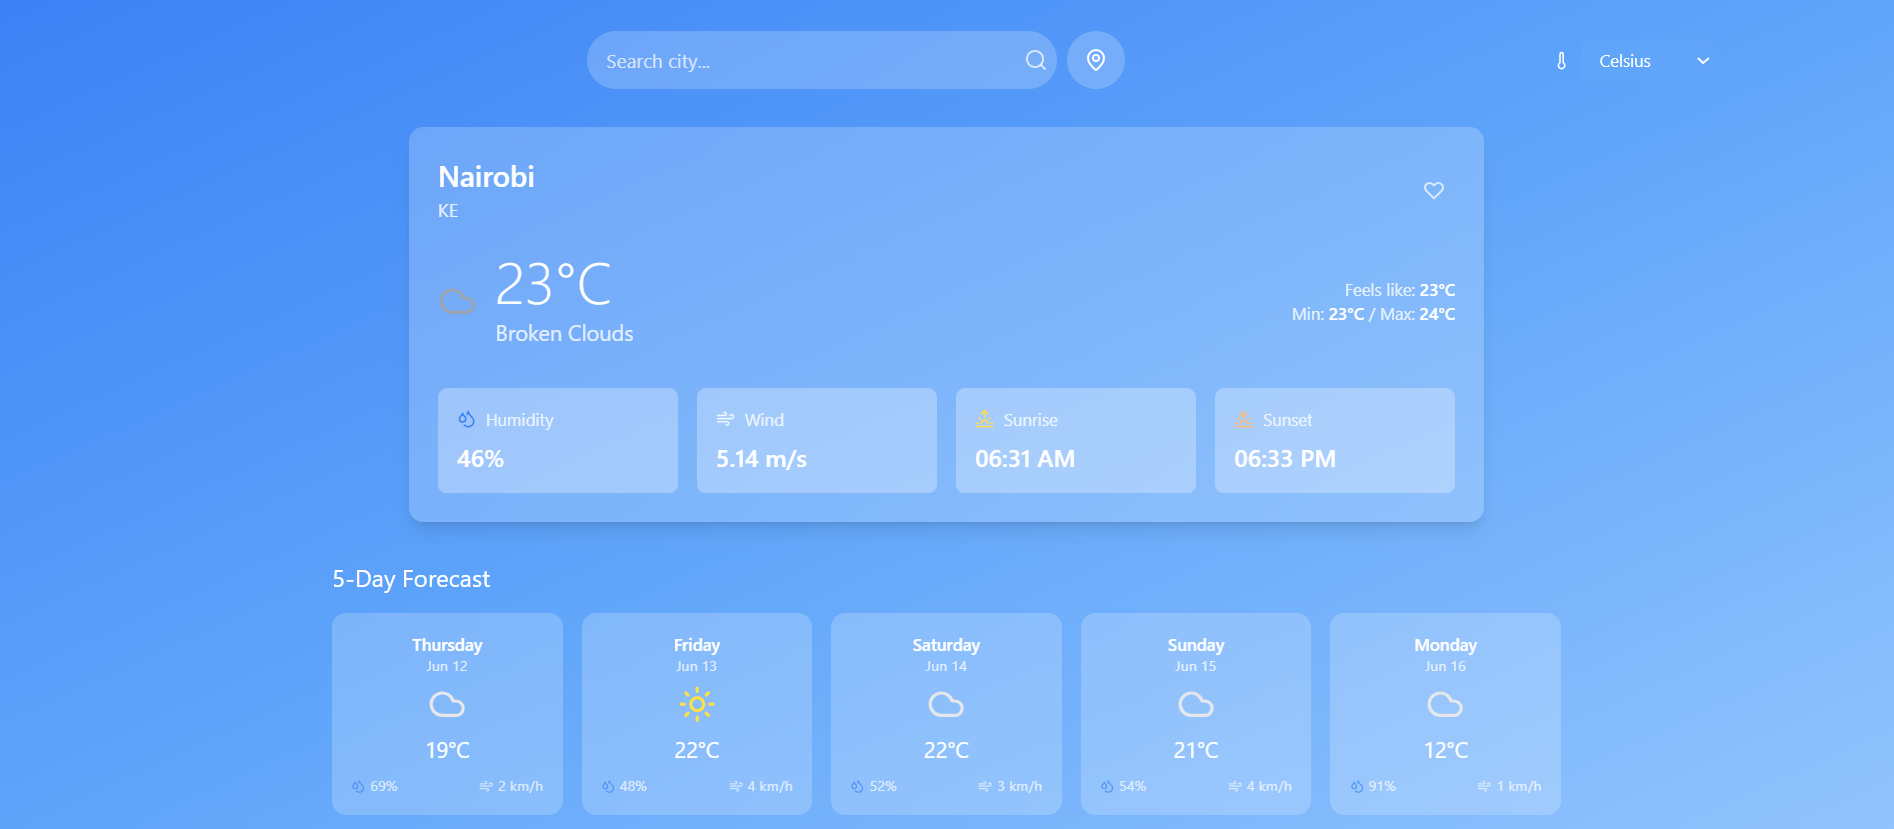 Search city...
Celsius
Nairobi
KE
23°C
Broken Clouds
Feels like: 23°C
Min: 23°C / Max: 24°C
Humidity
46%
Wind
5.14 m/s
Sunrise
06:31 AM
Sunset
06:33 PM
5-Day Forecast
Thursday
Jun 12
19°C
69% 2 km/h
Friday
Jun 13
22°C
48% 4 km/h
Saturday
Jun 14
22°C
52% 3 km/h
Sunday
Jun 15
21°C
54% 4 km/h
Monday
Jun 16
12°C
91% 1 km/h